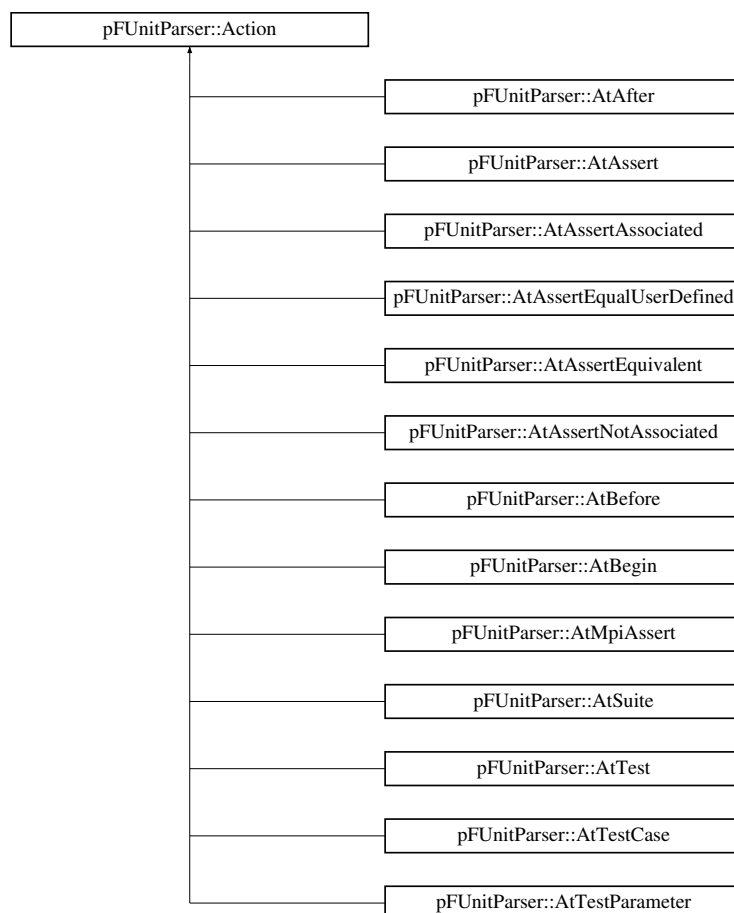 pFUnitParser::Action
pFUnitParser::AtAfter
pFUnitParser::AtAssert
pFUnitParser::AtAssertAssociated
pFUnitParser::AtAssertEqualUserDefined
pFUnitParser::AtAssertEquivalent
pFUnitParser::AtAssertNotAssociated
pFUnitParser::AtBefore
pFUnitParser::AtBegin
pFUnitParser::AtMpiAssert
pFUnitParser::AtSuite
pFUnitParser::AtTest
pFUnitParser::AtTestCase
pFUnitParser::AtTestParameter